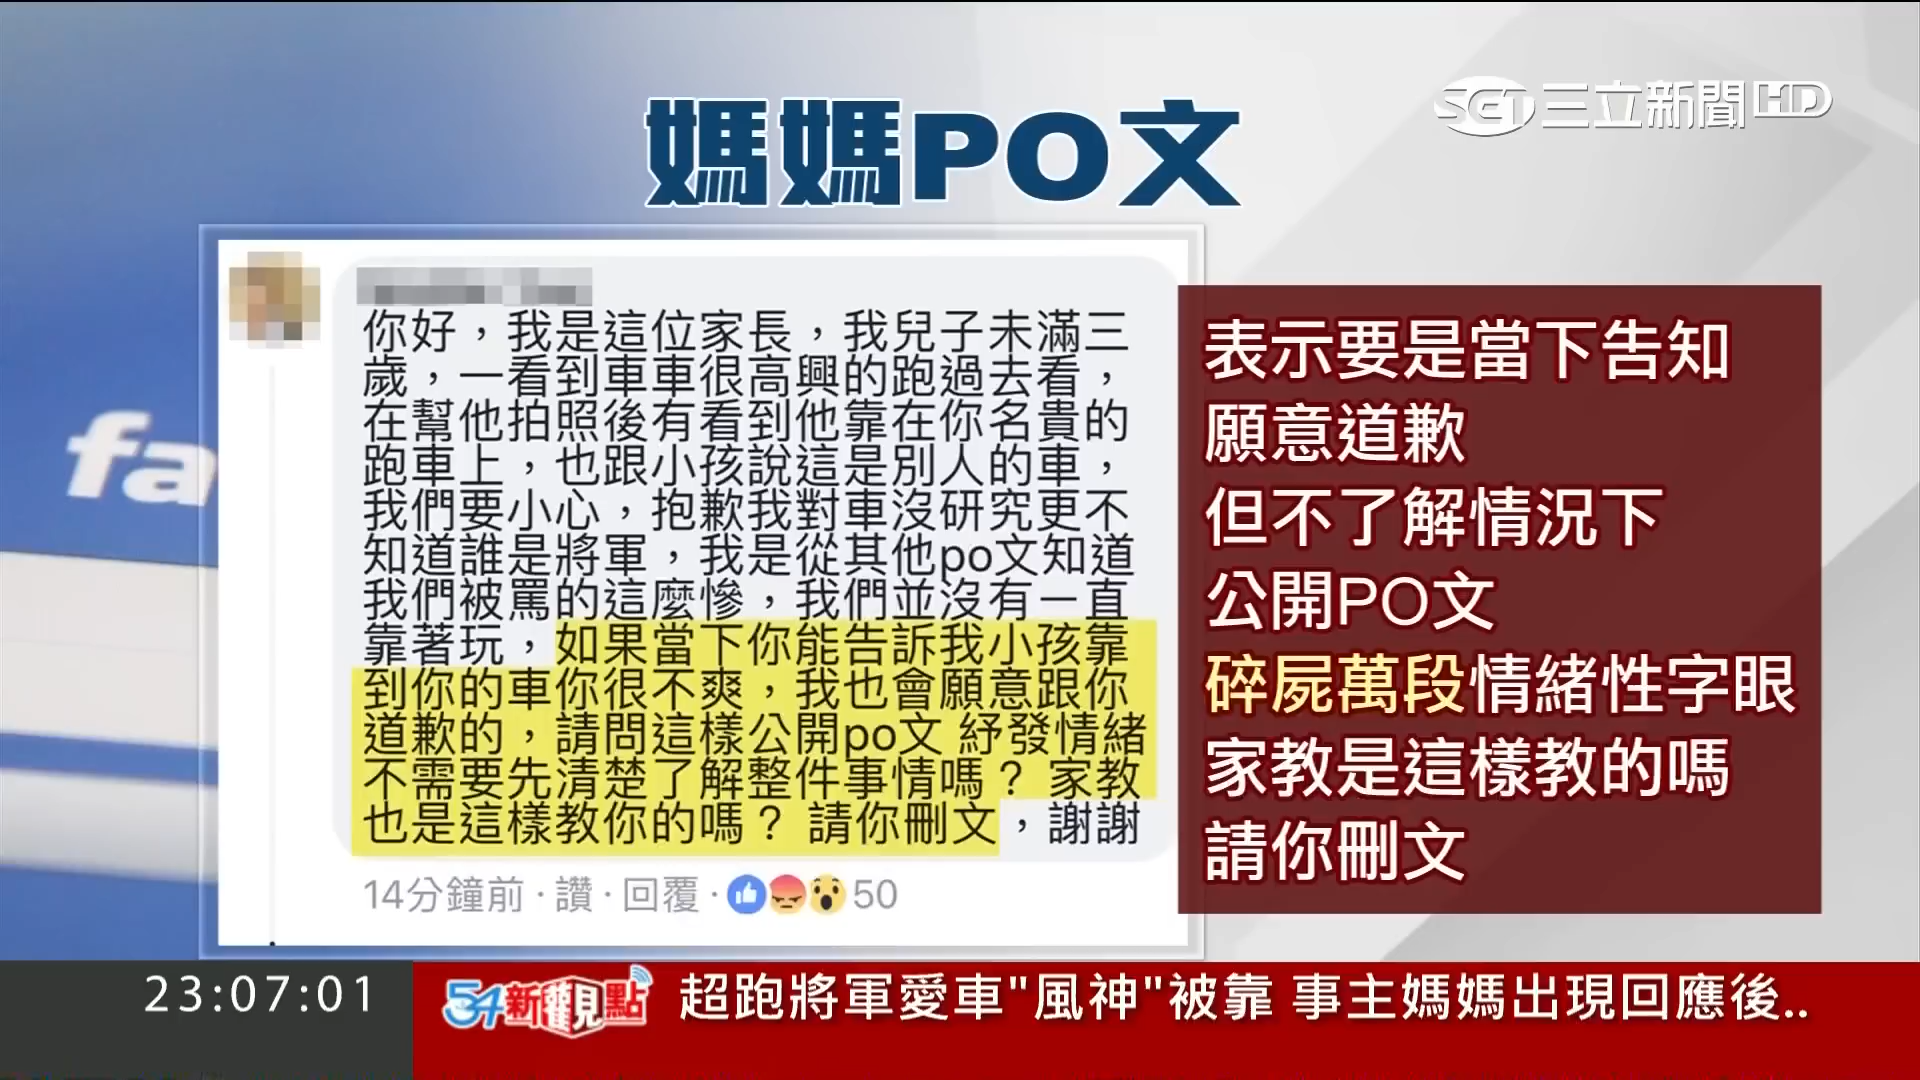 媽媽PO文
SET三立新聞HD
你好，我是這位家長，我兒子未滿三
歲，一看到車車很高興的跑過去看，
在幫他拍照後有看到他靠在你名貴的
跑車上，也跟小孩說這是別人的車，
我們要小心，抱歉我對車沒研究更不
知道誰是將軍，我是從其他po文知道
我們被罵的這麼慘，我們並沒有一直
靠著玩，如果當下你能告訴我小孩靠
到你的車你很不爽，我也會願意跟你
道歉的，請問這樣公開po文 紓發情緒
不需要先清楚了解整件事情嗎？ 家教
也是這樣教你的嗎？ 請你刪文，謝謝
14分鐘前 · 讚 · 回覆 · 50
fa
表示要是當下告知
願意道歉
但不了解情況下
公開PO文
碎屍萬段情緒性字眼
家教是這樣教的嗎
請你刪文
23:07:01
54新觀點
超跑將軍愛車"風神"被靠 事主媽媽出現回應後..